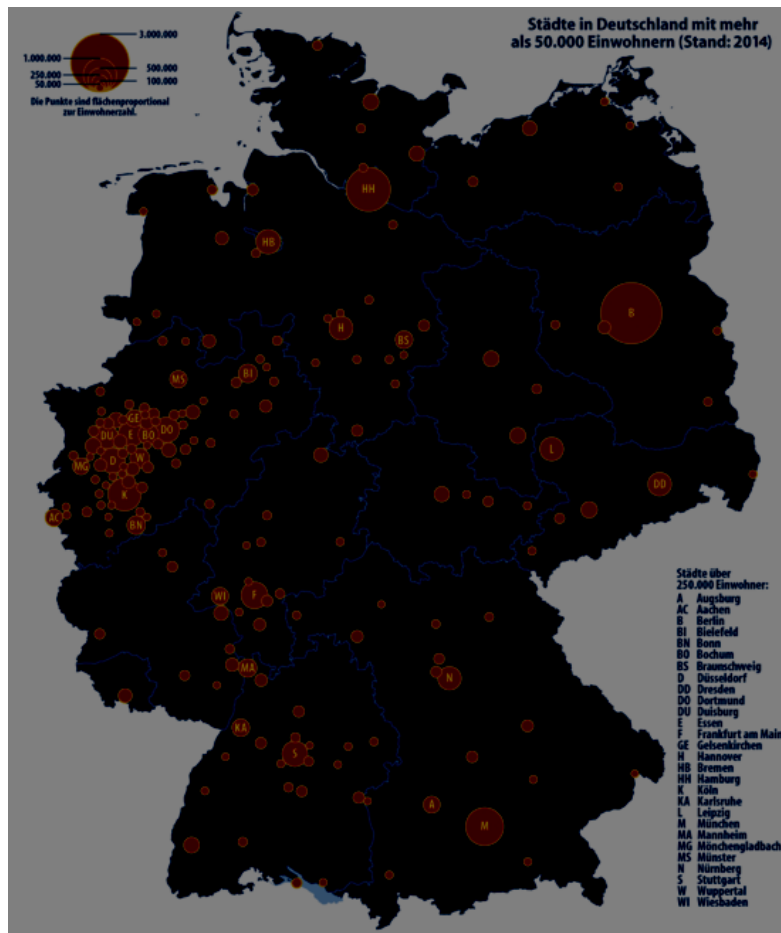 Städte in Deutschland mit mehr
als 50.000 Einwohnern (Stand: 2014)
3.000.000
1.000.000
500.000
250.000
100.000
50.000
Die Punkte sind flächenproportional
zur Einwohnerzahl.
HH
HB
B
H
BS
BI
MS
GE
DU
E
BO
DO
L
MG
D
W
DD
K
AC
BN
WI
F
MA
N
KA
S
A
M
Städte über
250.000 Einwohner:
A Augsburg
AC Aachen
B Berlin
BI Bielefeld
BN Bonn
BO Bochum
BS Braunschweig
D Düsseldorf
DD Dresden
DO Dortmund
DU Duisburg
E Essen
F Frankfurt am Main
GE Gelsenkirchen
H Hannover
HB Bremen
HH Hamburg
K Köln
KA Karlsruhe
L Leipzig
M München
MA Mannheim
MG Mönchengladbach
MS Münster
N Nürnberg
S Stuttgart
W Wuppertal
WI Wiesbaden